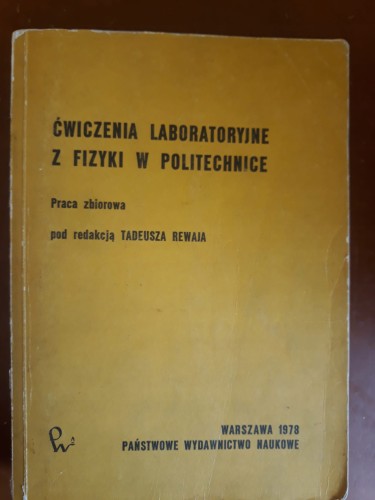 ĆWICZENIA LABORATORYJNE
Z FIZYKI W POLITECHNICE
Praca zbiorowa
pod redakcją TADEUSZA REWAJA
WARSZAWA 1978
PAŃSTWOWE WYDAWNICTWO NAUKOWE